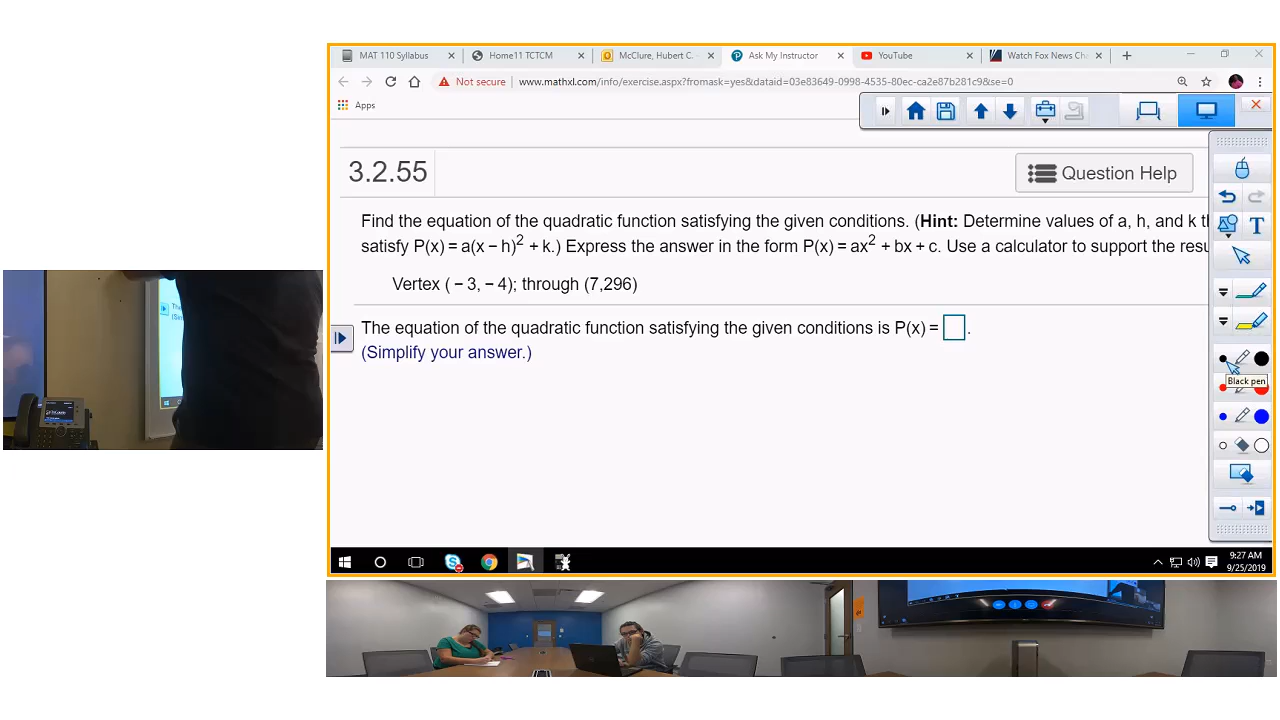 MAT 110 Syllabus
Home11 TCTCM
McClure, Hubert C.
Ask My Instructor
YouTube
Watch Fox News Ch
Not secure
www.mathxl.com/info/exercise.aspx?fromask=yes&dataid=03e83649-0998-4535-80ec-ca2e87b281c9&se=0
Apps
3.2.55
Question Help
Find the equation of the quadratic function satisfying the given conditions. (Hint: Determine values of a, h, and k th
satisfy P(x) = a(x − h)² + k.) Express the answer in the form P(x) = ax² + bx + c. Use a calculator to support the resu
Vertex ( − 3, − 4); through (7,296)
The equation of the quadratic function satisfying the given conditions is P(x) = .
(Simplify your answer.)
T
Black pen
9:27 AM
9/25/2019